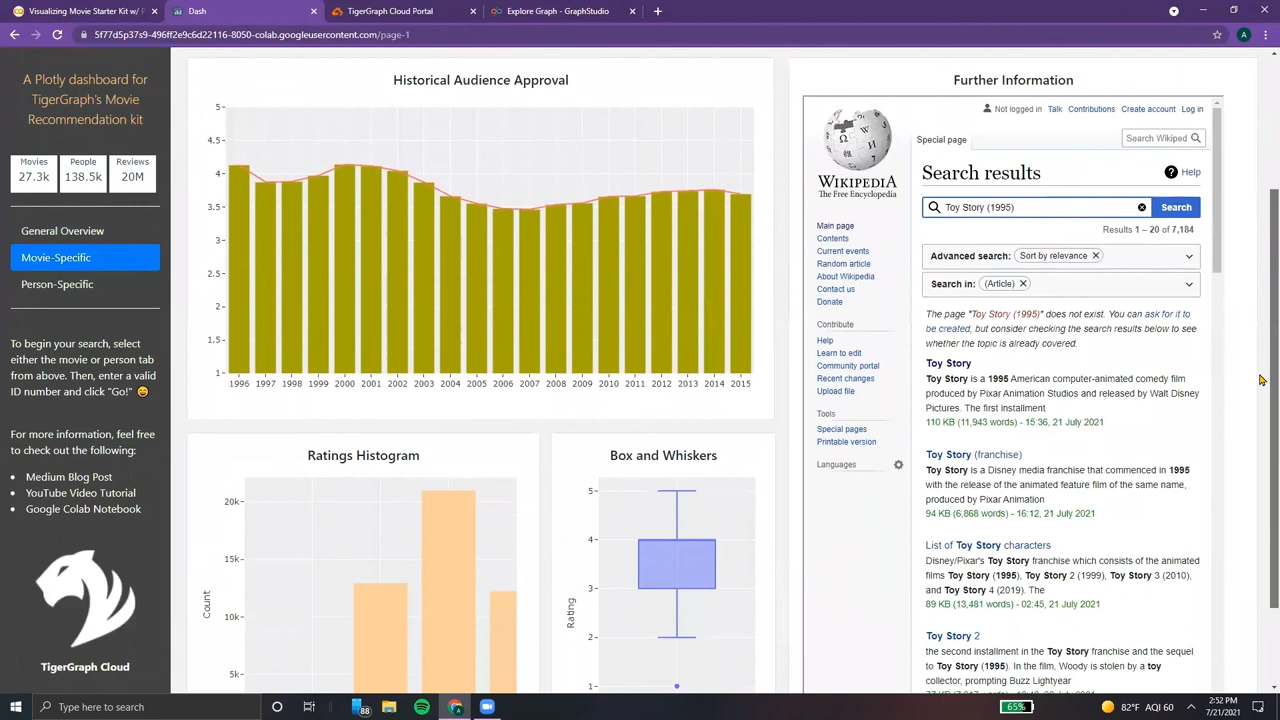 Visualizing Movie Starter Kit w/ P
Dash
TigerGraph Cloud Portal
Explore Graph - GraphStudio
5f77d5p37s9-496ff2e9c6d22116-8050-colab.googleusercontent.com/page-1
A
A Plotly dashboard for
TigerGraph's Movie
Recommendation kit
Movies
27.3k
People
138.5k
Reviews
20M
General Overview
Movie-Specific
Person-Specific
To begin your search, select
either the movie or person tab
from above. Then, enter a valid
ID number and click "Go!" 😄
For more information, feel free
to check out the following:
Medium Blog Post
YouTube Video Tutorial
Google Colab Notebook
TigerGraph Cloud
Historical Audience Approval
5
4.5
4
3.5
3
2.5
2
1.5
1
1996 1997 1998 1999 2000 2001 2002 2003 2004 2005 2006 2007 2008 2009 2010 2011 2012 2013 2014 2015
Ratings Histogram
20k
15k
10k
5k
Count
Box and Whiskers
5
4
3
2
1
Rating
Further Information
Not logged in Talk Contributions Create account Log in
Special page
Search Wikiped
WIKIPEDIA
The Free Encyclopedia
Main page
Contents
Current events
Random article
About Wikipedia
Contact us
Donate
Contribute
Help
Learn to edit
Community portal
Recent changes
Upload file
Tools
Special pages
Printable version
Languages
Search results
? Help
Toy Story (1995)
Search
Results 1 – 20 of 7,184
Advanced search: Sort by relevance
Search in: (Article)
The page "Toy Story (1995)" does not exist. You can ask for it to
be created, but consider checking the search results below to see
whether the topic is already covered.
Toy Story
Toy Story is a 1995 American computer-animated comedy film
produced by Pixar Animation Studios and released by Walt Disney
Pictures. The first installment
110 KB (11,943 words) - 15:36, 21 July 2021
Toy Story (franchise)
Toy Story is a Disney media franchise that commenced in 1995
with the release of the animated feature film of the same name,
produced by Pixar Animation
94 KB (6,868 words) - 16:12, 21 July 2021
List of Toy Story characters
Disney/Pixar's Toy Story franchise which consists of the animated
films Toy Story (1995), Toy Story 2 (1999), Toy Story 3 (2010),
and Toy Story 4 (2019). The
89 KB (13,481 words) - 02:45, 21 July 2021
Toy Story 2
the second installment in the Toy Story franchise and the sequel
to Toy Story (1995). In the film, Woody is stolen by a toy
collector, prompting Buzz Lightyear
Type here to search
88
65%
82°F AQI 60
2:52 PM
7/21/2021